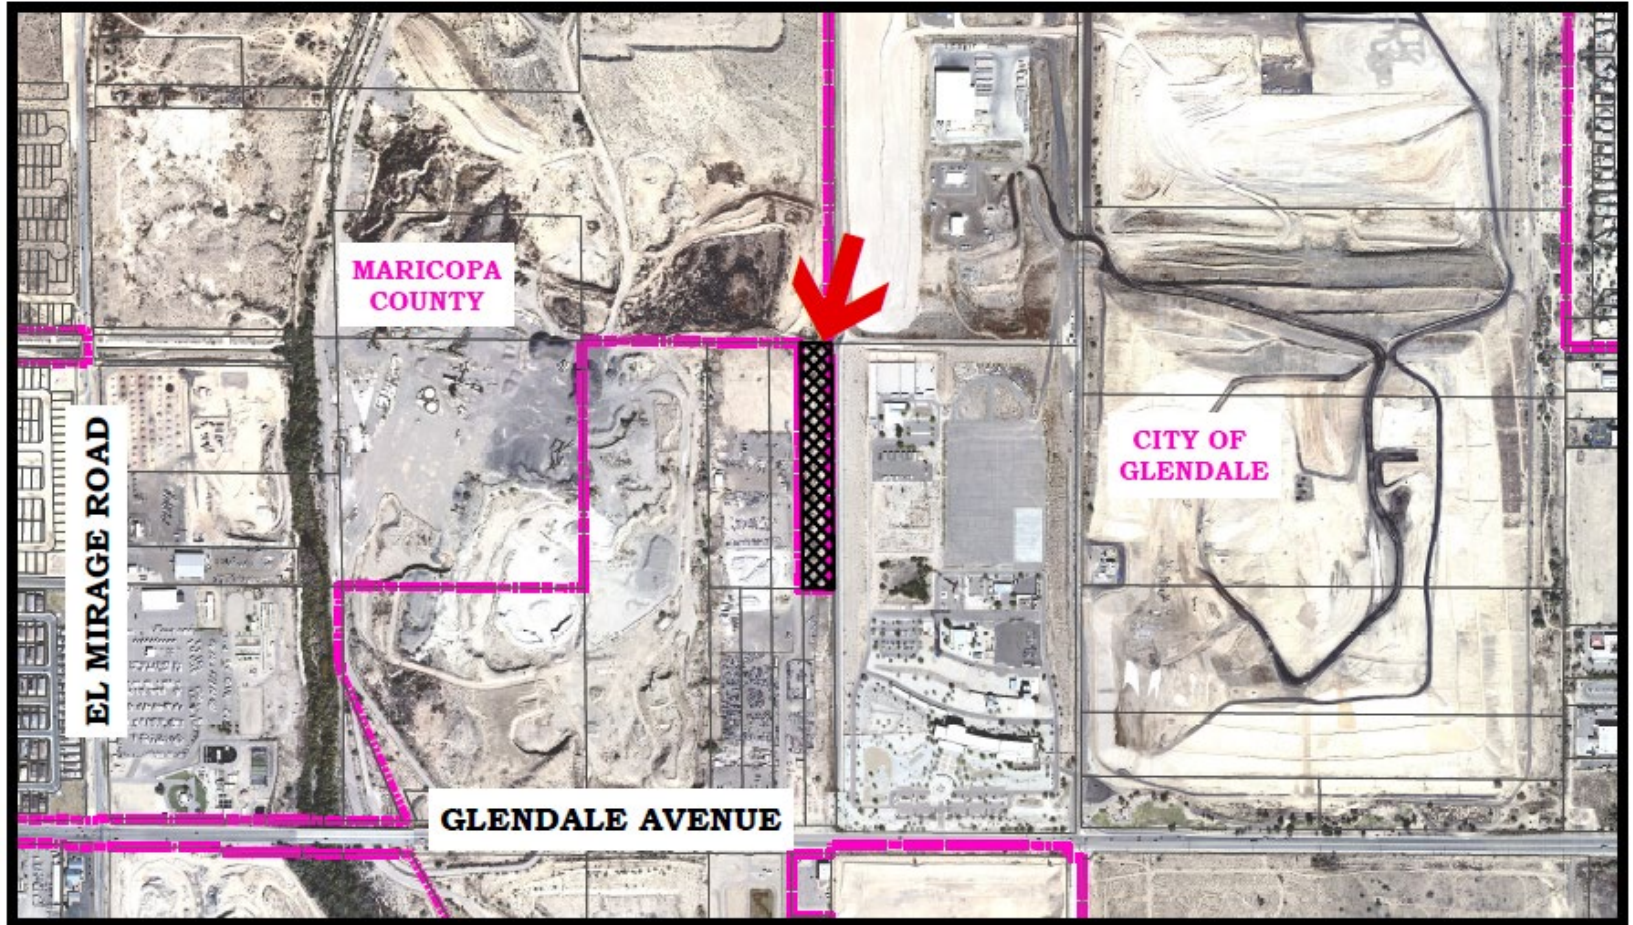 MARICOPA
COUNTY
CITY OF
GLENDALE
EL MIRAGE ROAD
GLENDALE AVENUE